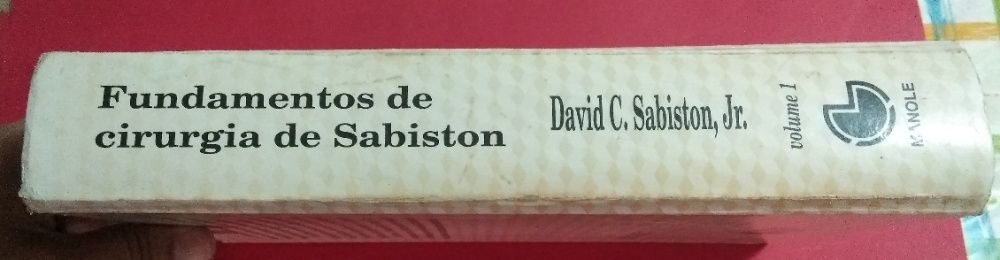 Fundamentos de
cirurgia de Sabiston
David C. Sabiston, Jr.
volume 1
MANOLE